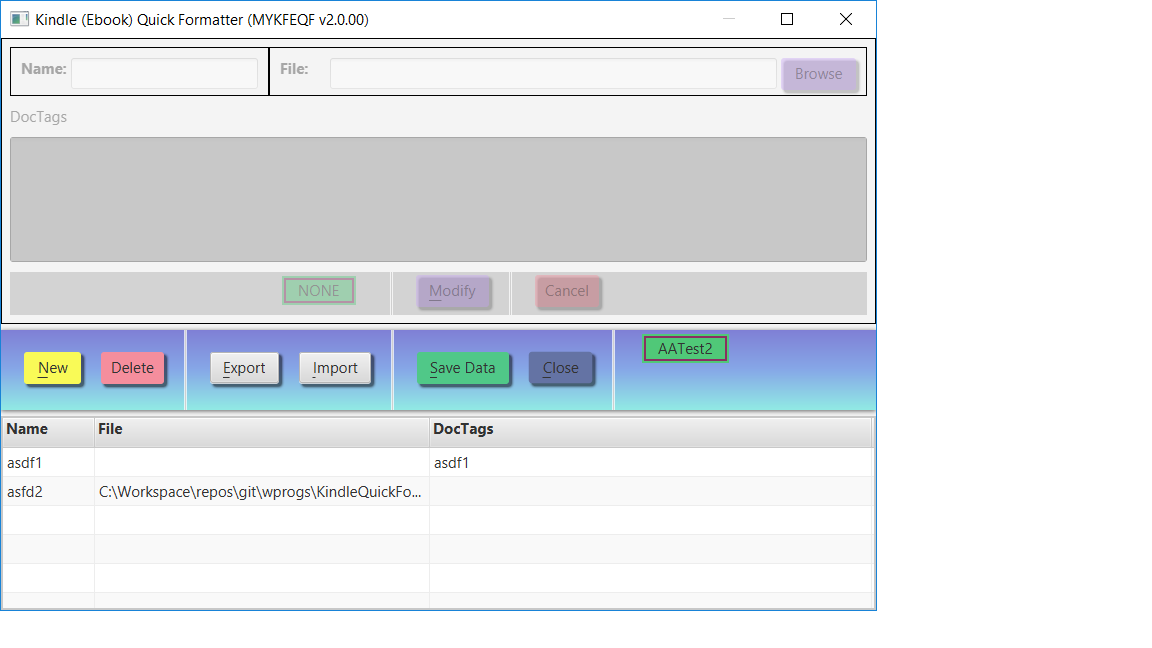 Kindle (Ebook) Quick Formatter (MYKFEQF v2.0.00)
Name: File: Browse
DocTags
NONE Modify Cancel
AATest2
New Delete Export Import Save Data Close
Name File DocTags
asdf1 asdf1
asfd2 C:\Workspace\repos\git\wprogs\KindleQuickFo...